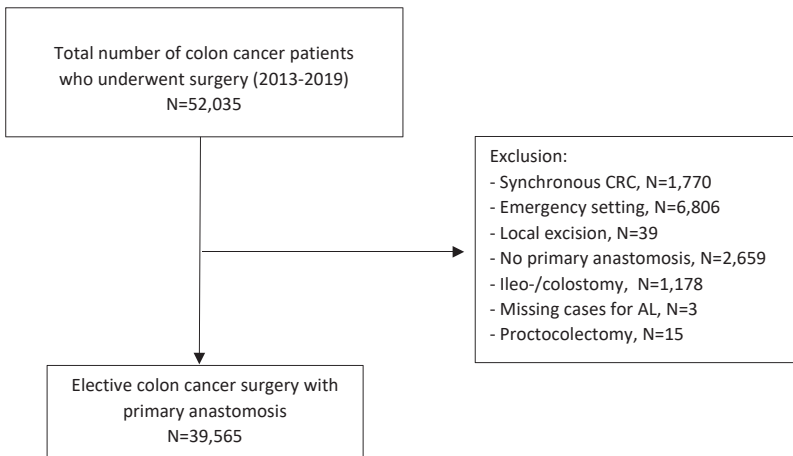 Total number of colon cancer patients
who underwent surgery (2013-2019)
N=52,035
Exclusion:
- Synchronous CRC, N=1,770
- Emergency setting, N=6,806
- Local excision, N=39
- No primary anastomosis, N=2,659
- Ileo-/colostomy, N=1,178
- Missing cases for AL, N=3
- Proctocolectomy, N=15
Elective colon cancer surgery with
primary anastomosis
N=39,565